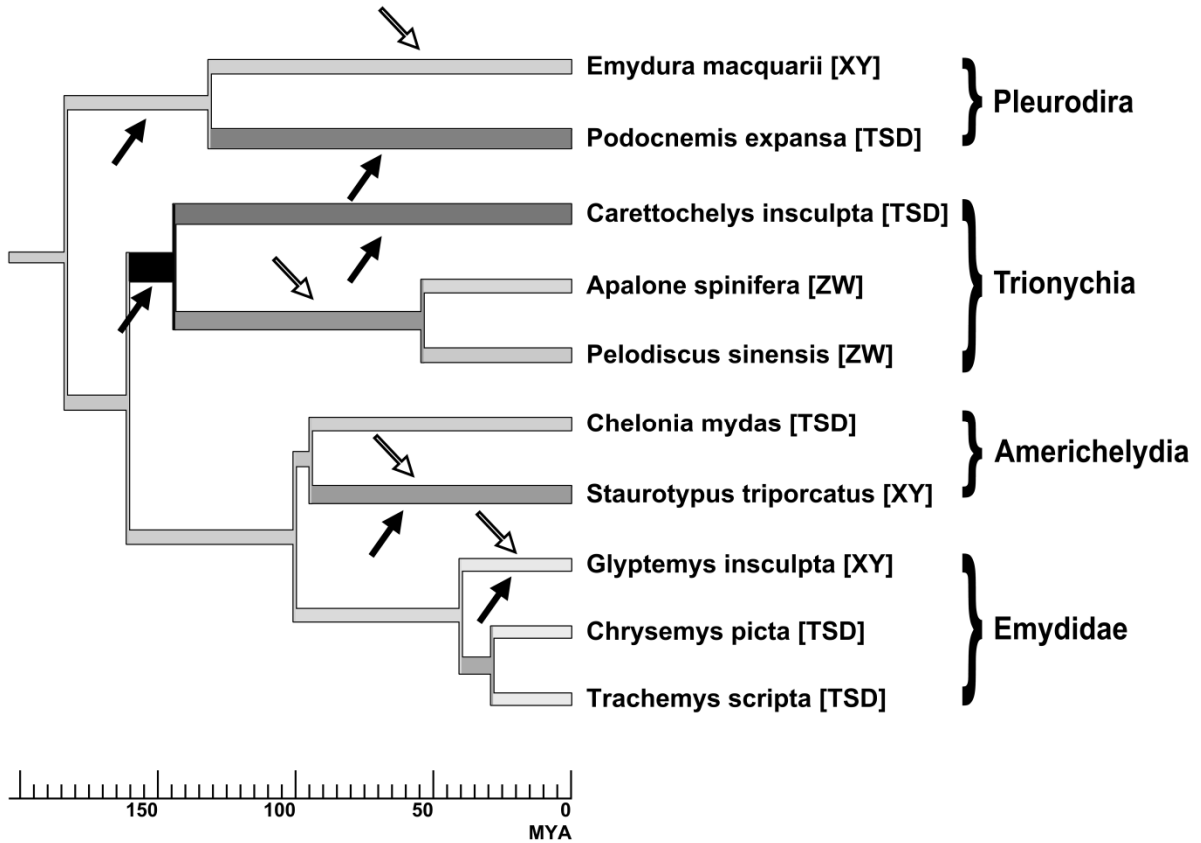 Emydura macquarii [XY]
Podocnemis expansa [TSD]
Pleurodira
Carettochelys insculpta [TSD]
Apalone spinifera [ZW]
Pelodiscus sinensis [ZW]
Trionychia
Chelonia mydas [TSD]
Staurotypus triporcatus [XY]
Americhelydia
Glyptemys insculpta [XY]
Chrysemys picta [TSD]
Trachemys scripta [TSD]
Emydidae
150 100 50 0
MYA